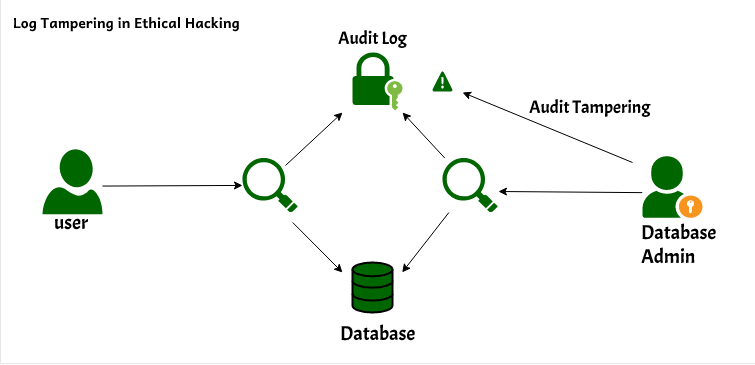 Log Tampering in Ethical Hacking
Audit Log
Audit Tampering
user
Database
Admin
Database